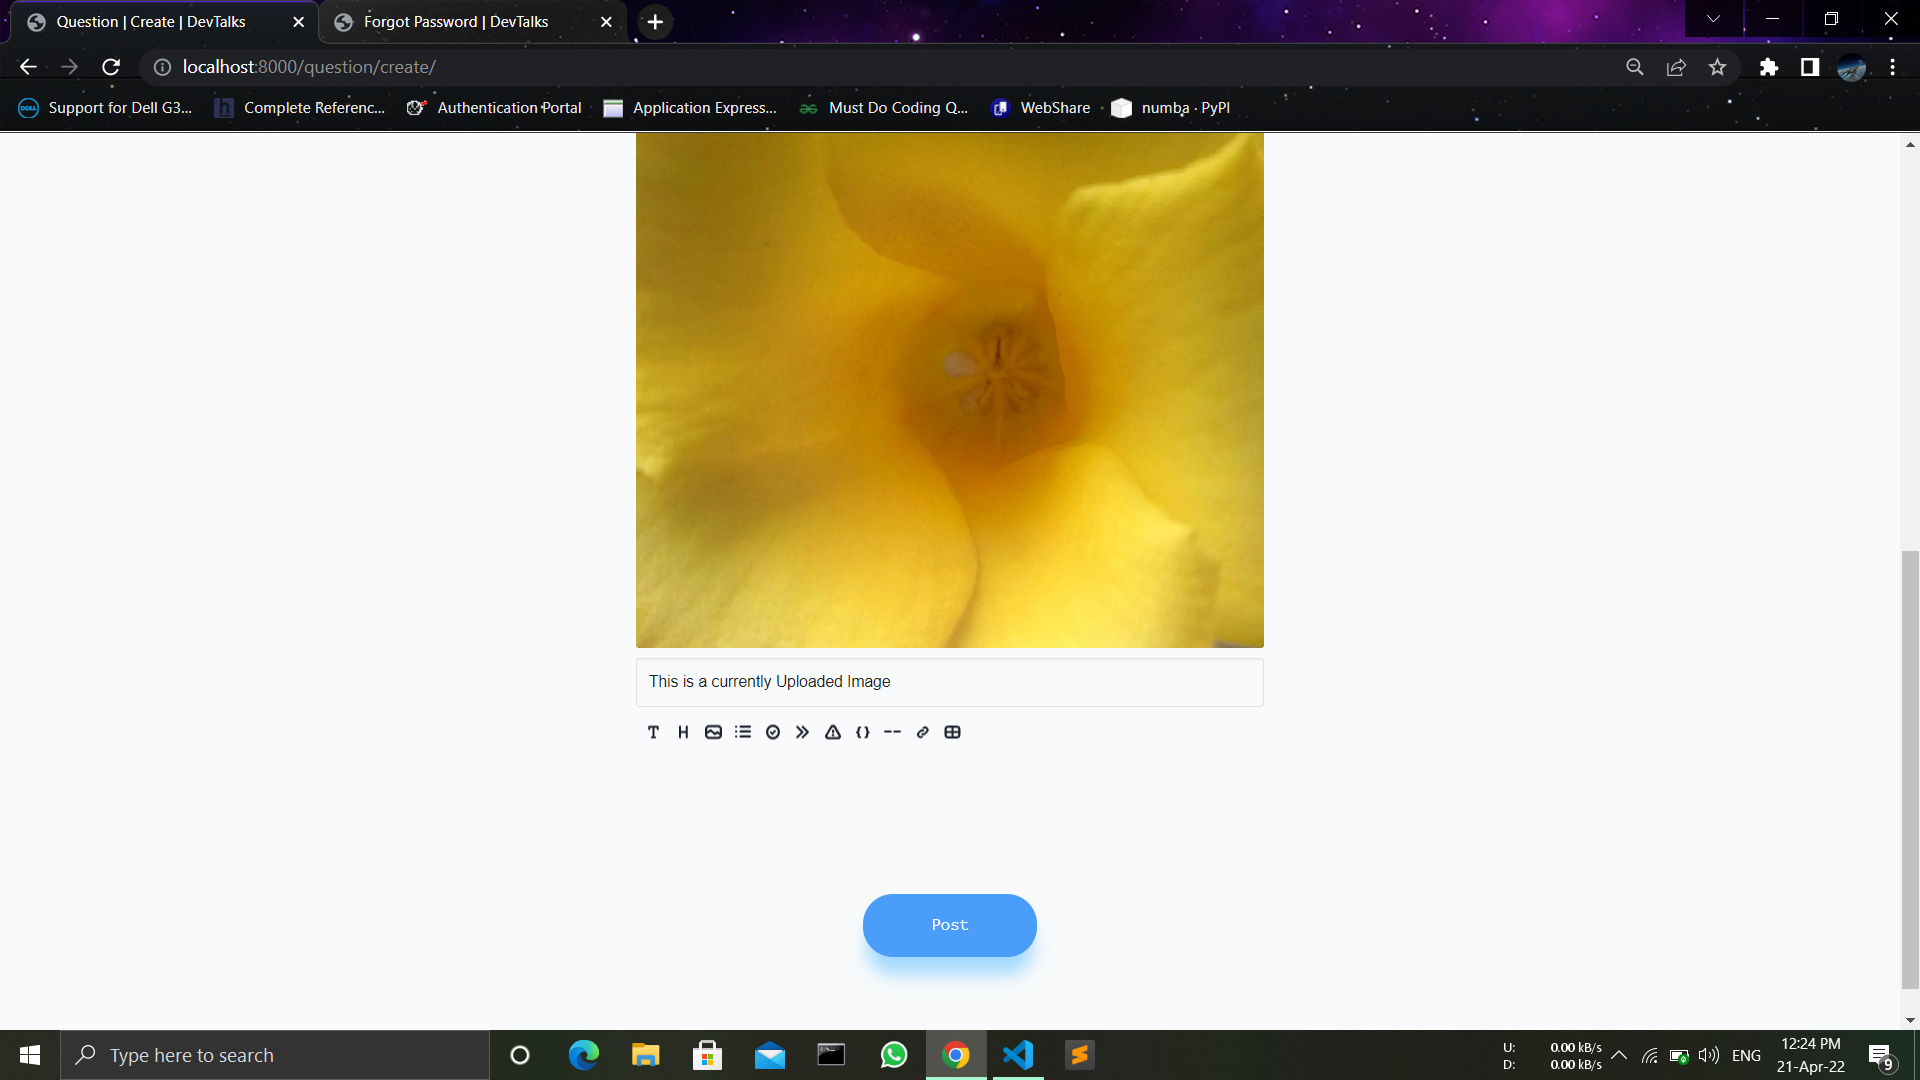 Question | Create | DevTalks
Forgot Password | DevTalks
localhost:8000/question/create/
Support for Dell G3...
Complete Referenc...
Authentication Portal
Application Express...
Must Do Coding Q...
WebShare
numba · PyPI
This is a currently Uploaded Image
Post
Type here to search
U: 0.00 kB/s
D: 0.00 kB/s
ENG
12:24 PM
21-Apr-22
9